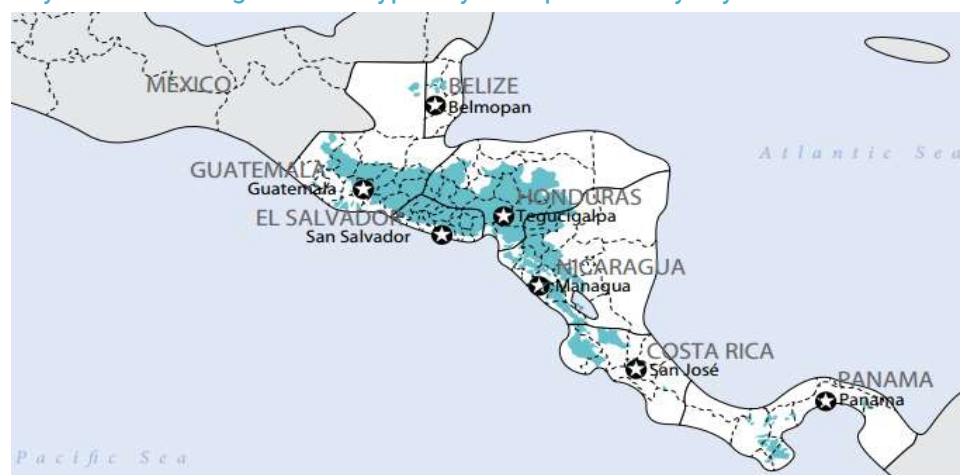 MEXICO
BELIZE
Belmopan
Atlantic Sea
GUATEMALA
Guatemala
HONDURAS
Tegucigalpa
EL SALVADOR
San Salvador
NICARAGUA
Managua
COSTA RICA
San José
PANAMA
Panama
Pacific Sea